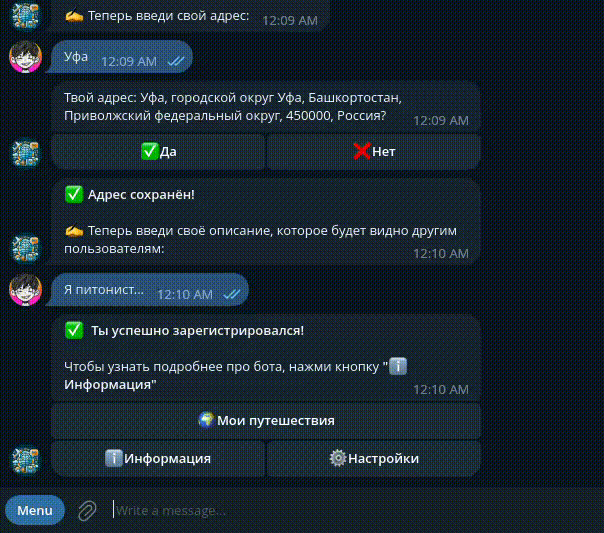 ✍️ Теперь введи свой адрес: 12:09 AM
Уфа 12:09 AM
Твой адрес: Уфа, городской округ Уфа, Башкортостан,
Приволжский федеральный округ, 450000, Россия? 12:09 AM
✅Да ❌Нет
✅ Адрес сохранён!
✍️ Теперь введи своё описание, которое будет видно другим
пользователям: 12:10 AM
Я питонист... 12:10 AM
✅ Ты успешно зарегистрировался!
Чтобы узнать подробнее про бота, нажми кнопку "ℹ️
Информация" 12:10 AM
🌍Мои путешествия
ℹ️Информация ⚙️Настройки
Menu Write a message...